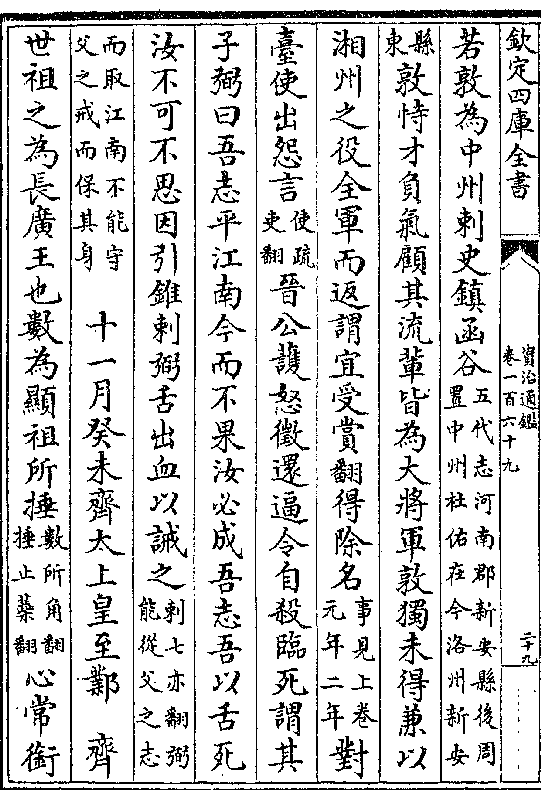 欽定四庫全書
資治通鑑
卷一百六十九
二十九
若敦為中州刺史鎮函谷五代志河南郡新安縣後周置中州杜佑在今洛州新安
縣東敦恃才負氣顧其流輩皆為大將軍敦獨未得兼以
湘州之役全軍而返謂宜受賞翻得除名事見上卷元年二年對
臺使出怨言使疏吏翻晉公護怒徵還逼令自殺臨死謂其
子弼曰吾志平江南今而不果汝必成吾志吾以舌死
汝不可不思因引錐刺弼舌出血以誡之刺七亦翻弼能從父之志
而取江南不能守父之戒而保其身 十一月癸未齊太上皇至鄴 齊
世祖之為長廣王也數為顯祖所捶數所角翻捶止蘂翻心常銜